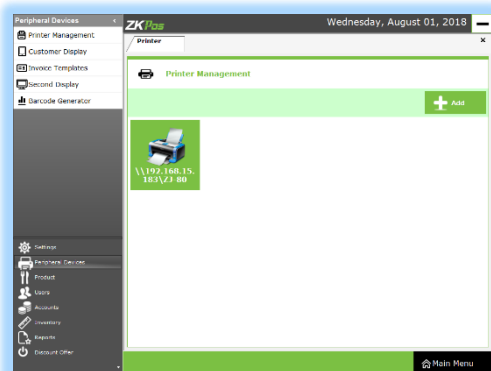 Peripheral Devices
Printer Management
Customer Display
Invoice Templates
Second Display
Barcode Generator
Settings
Peripheral Devices
Product
Users
Accounts
Inventory
Reports
Discount Offer
ZKPos
Wednesday, August 01, 2018
Printer
×
Printer Management
Add
\\192.168.15.
183\ZJ-80
Main Menu